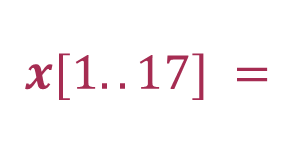 x[1..17] =